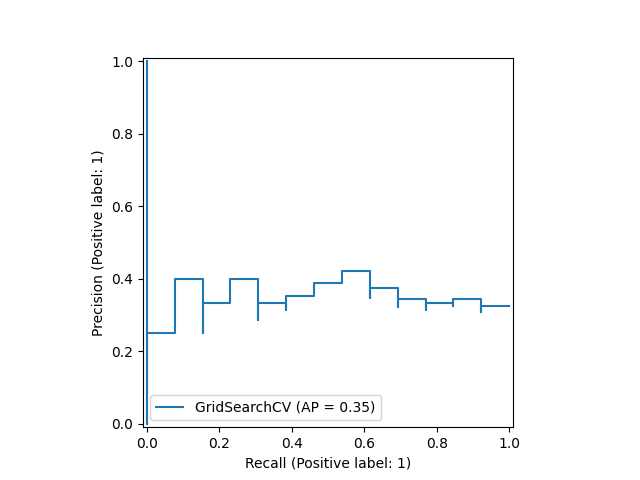 1.0
0.8
0.6
0.4
0.2
0.0
Precision (Positive label: 1)
GridSearchCV (AP = 0.35)
0.0 0.2 0.4 0.6 0.8 1.0
Recall (Positive label: 1)